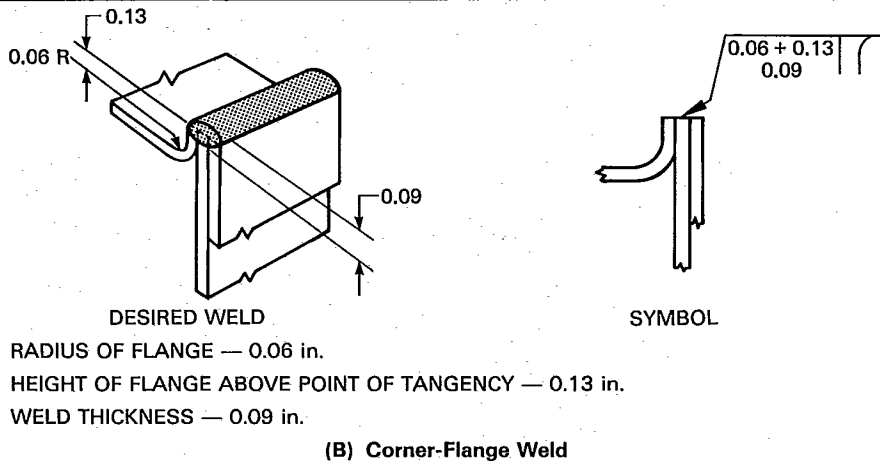 0.13
0.06 R
0.09
DESIRED WELD
0.06 + 0.13
0.09
SYMBOL
RADIUS OF FLANGE — 0.06 in.
HEIGHT OF FLANGE ABOVE POINT OF TANGENCY — 0.13 in.
WELD THICKNESS — 0.09 in.
(B) Corner-Flange Weld